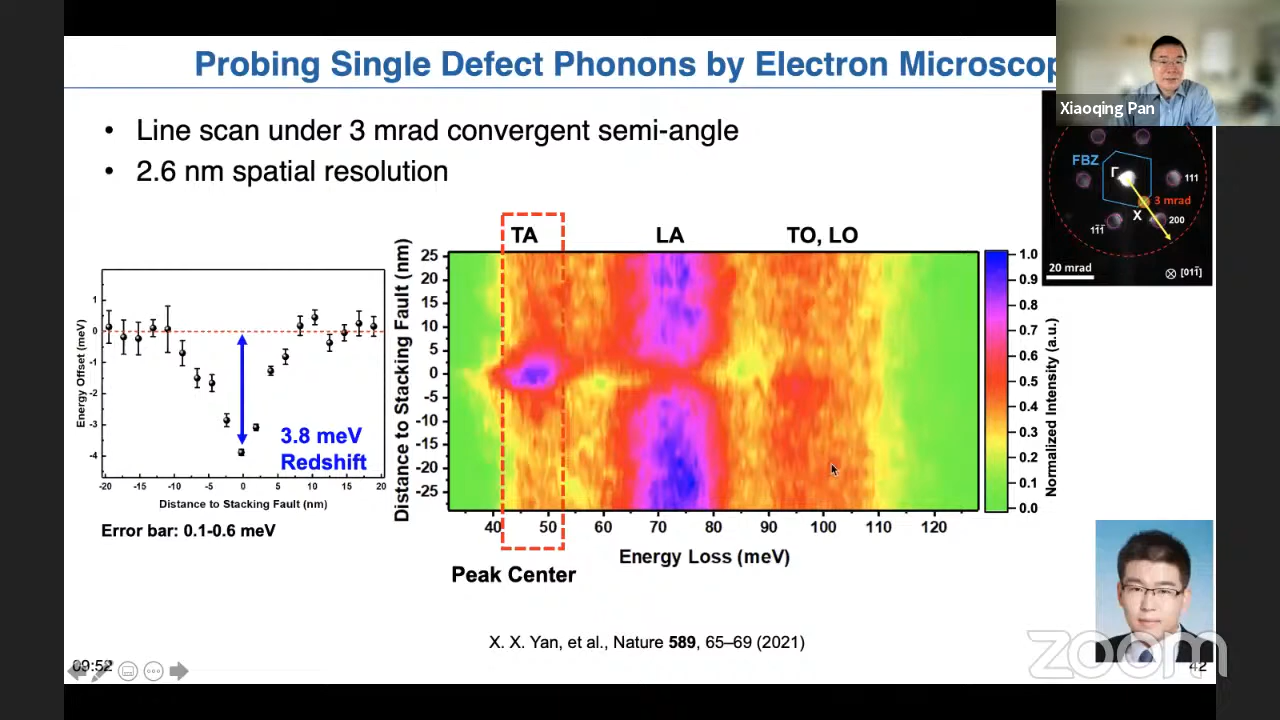 Probing Single Defect Phonons by Electron Microscop
Xiaoqing Pan
• Line scan under 3 mrad convergent semi-angle
• 2.6 nm spatial resolution
FBZ
Γ
111
3 mrad
X
200
11̄1
20 mrad
⊗ [011̄]
TA
LA
TO, LO
Energy Offset (meV)
1
0
-1
-2
-3
-4
3.8 meV
Redshift
-20 -15 -10 -5 0 5 10 15 20
Distance to Stacking Fault (nm)
Error bar: 0.1-0.6 meV
Distance to Stacking Fault (nm)
25
20
15
10
5
0
-5
-10
-15
-20
-25
40 50 60 70 80 90 100 110 120
Energy Loss (meV)
Peak Center
1.0
0.9
0.8
0.7
0.6
0.5
0.4
0.3
0.2
0.1
0.0
Normalized Intensity (a.u.)
X. X. Yan, et al., Nature 589, 65–69 (2021)
zoom
09:52
42